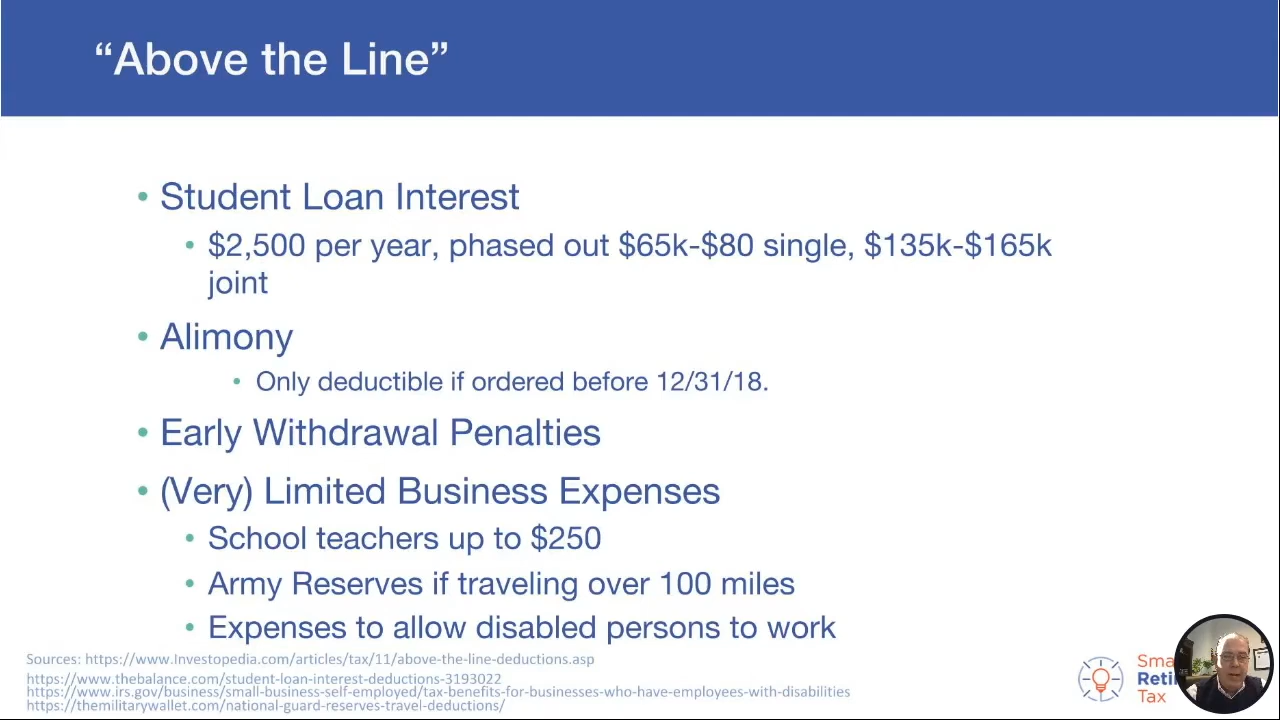 “Above the Line”
• Student Loan Interest
• $2,500 per year, phased out $65k-$80 single, $135k-$165k
joint
• Alimony
• Only deductible if ordered before 12/31/18.
• Early Withdrawal Penalties
• (Very) Limited Business Expenses
• School teachers up to $250
• Army Reserves if traveling over 100 miles
• Expenses to allow disabled persons to work
Sources: https://www.Investopedia.com/articles/tax/11/above-the-line-deductions.asp
https://www.thebalance.com/student-loan-interest-deductions-3193022
https://www.irs.gov/business/small-business-self-employed/tax-benefits-for-businesses-who-have-employees-with-disabilities
https://themilitarywallet.com/national-guard-reserves-travel-deductions/
Tax